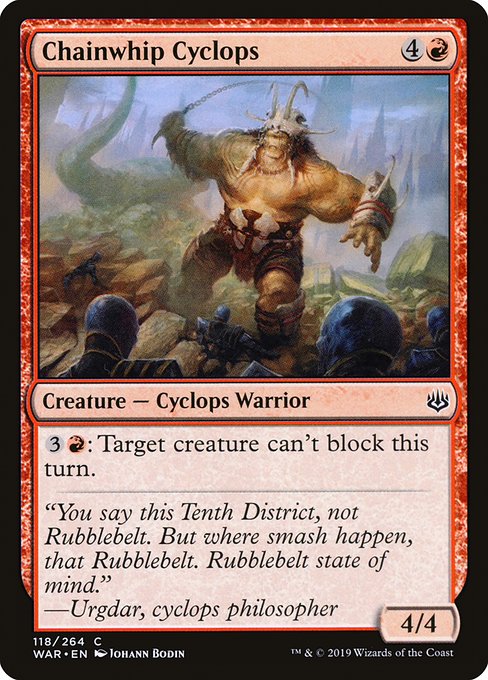 Chainwhip Cyclops 4
Creature — Cyclops Warrior
3 : Target creature can't block this
turn.
“You say this Tenth District, not
Rubblebelt. But where smash happen,
that Rubblebelt. Rubblebelt state of
mind.”
—Urgdar, cyclops philosopher
4/4
118/264 C
WAR • EN Johann Bodin
™ & © 2019 Wizards of the Coast